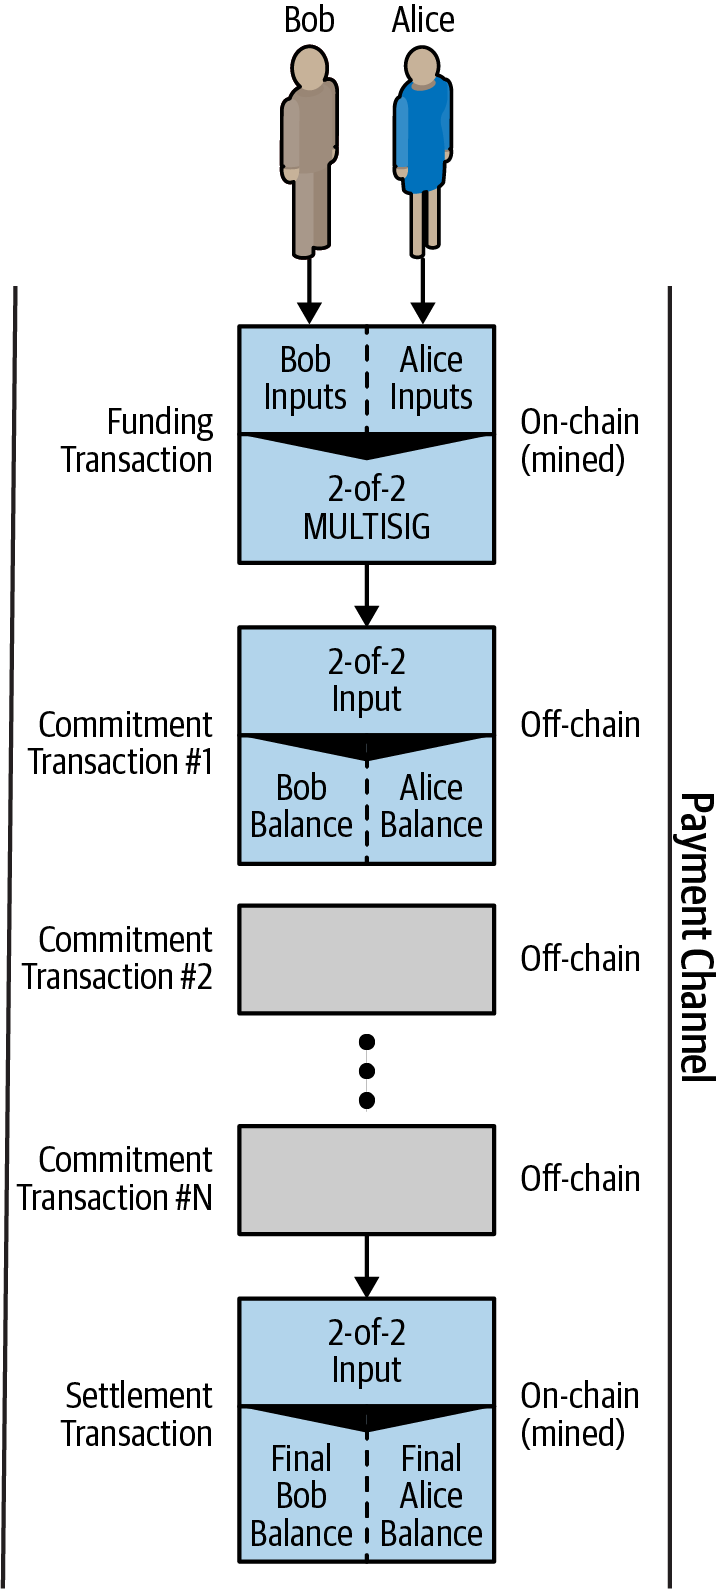 Bob
Alice
Bob
Inputs
Alice
Inputs
Funding
Transaction
On-chain
(mined)
2-of-2
MULTISIG
2-of-2
Input
Commitment
Transaction #1
Off-chain
Bob
Balance
Alice
Balance
Payment Channel
Commitment
Transaction #2
Off-chain
Commitment
Transaction #N
Off-chain
2-of-2
Input
Settlement
Transaction
On-chain
(mined)
Final
Bob
Balance
Final
Alice
Balance